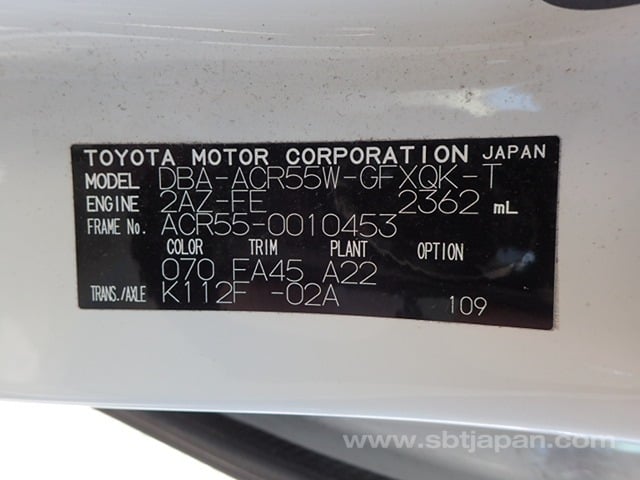 TOYOTA MOTOR CORPORATION JAPAN
MODEL DBA-ACR55W-GFXQK-T
ENGINE 2AZ-FE 2362 mL
FRAME No. ACR55-0010453
COLOR TRIM PLANT OPTION
070 FA45 A22
TRANS./AXLE K112F -02A 109
www.sbtjapan.com